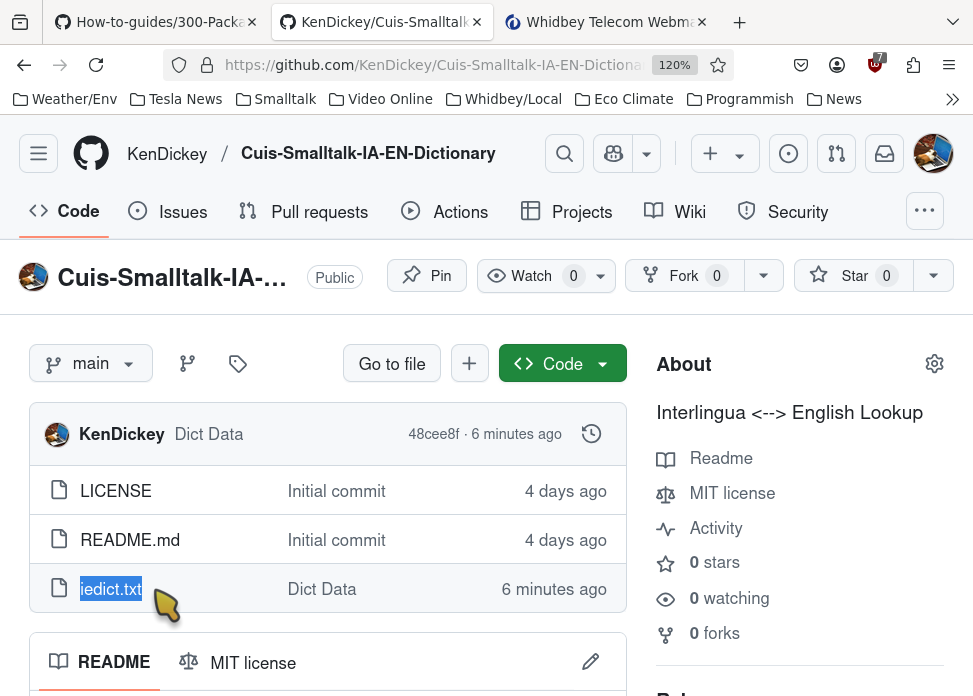 How-to-guides/300-Packa
KenDickey/Cuis-Smalltalk
Whidbey Telecom Webma
https://github.com/KenDickey/Cuis-Smalltalk-IA-EN-Dictiona
120%
7
Weather/Env
Tesla News
Smalltalk
Video Online
Whidbey/Local
Eco Climate
Programmish
News
KenDickey / Cuis-Smalltalk-IA-EN-Dictionary
Code
Issues
Pull requests
Actions
Projects
Wiki
Security
Cuis-Smalltalk-IA-...
Public
Pin
Watch 0
Fork 0
Star 0
main
Go to file
Code
About
Interlingua <--> English Lookup
KenDickey Dict Data 48cee8f · 6 minutes ago
LICENSE Initial commit 4 days ago
README.md Initial commit 4 days ago
iedict.txt Dict Data 6 minutes ago
README
MIT license
Readme
MIT license
Activity
0 stars
0 watching
0 forks